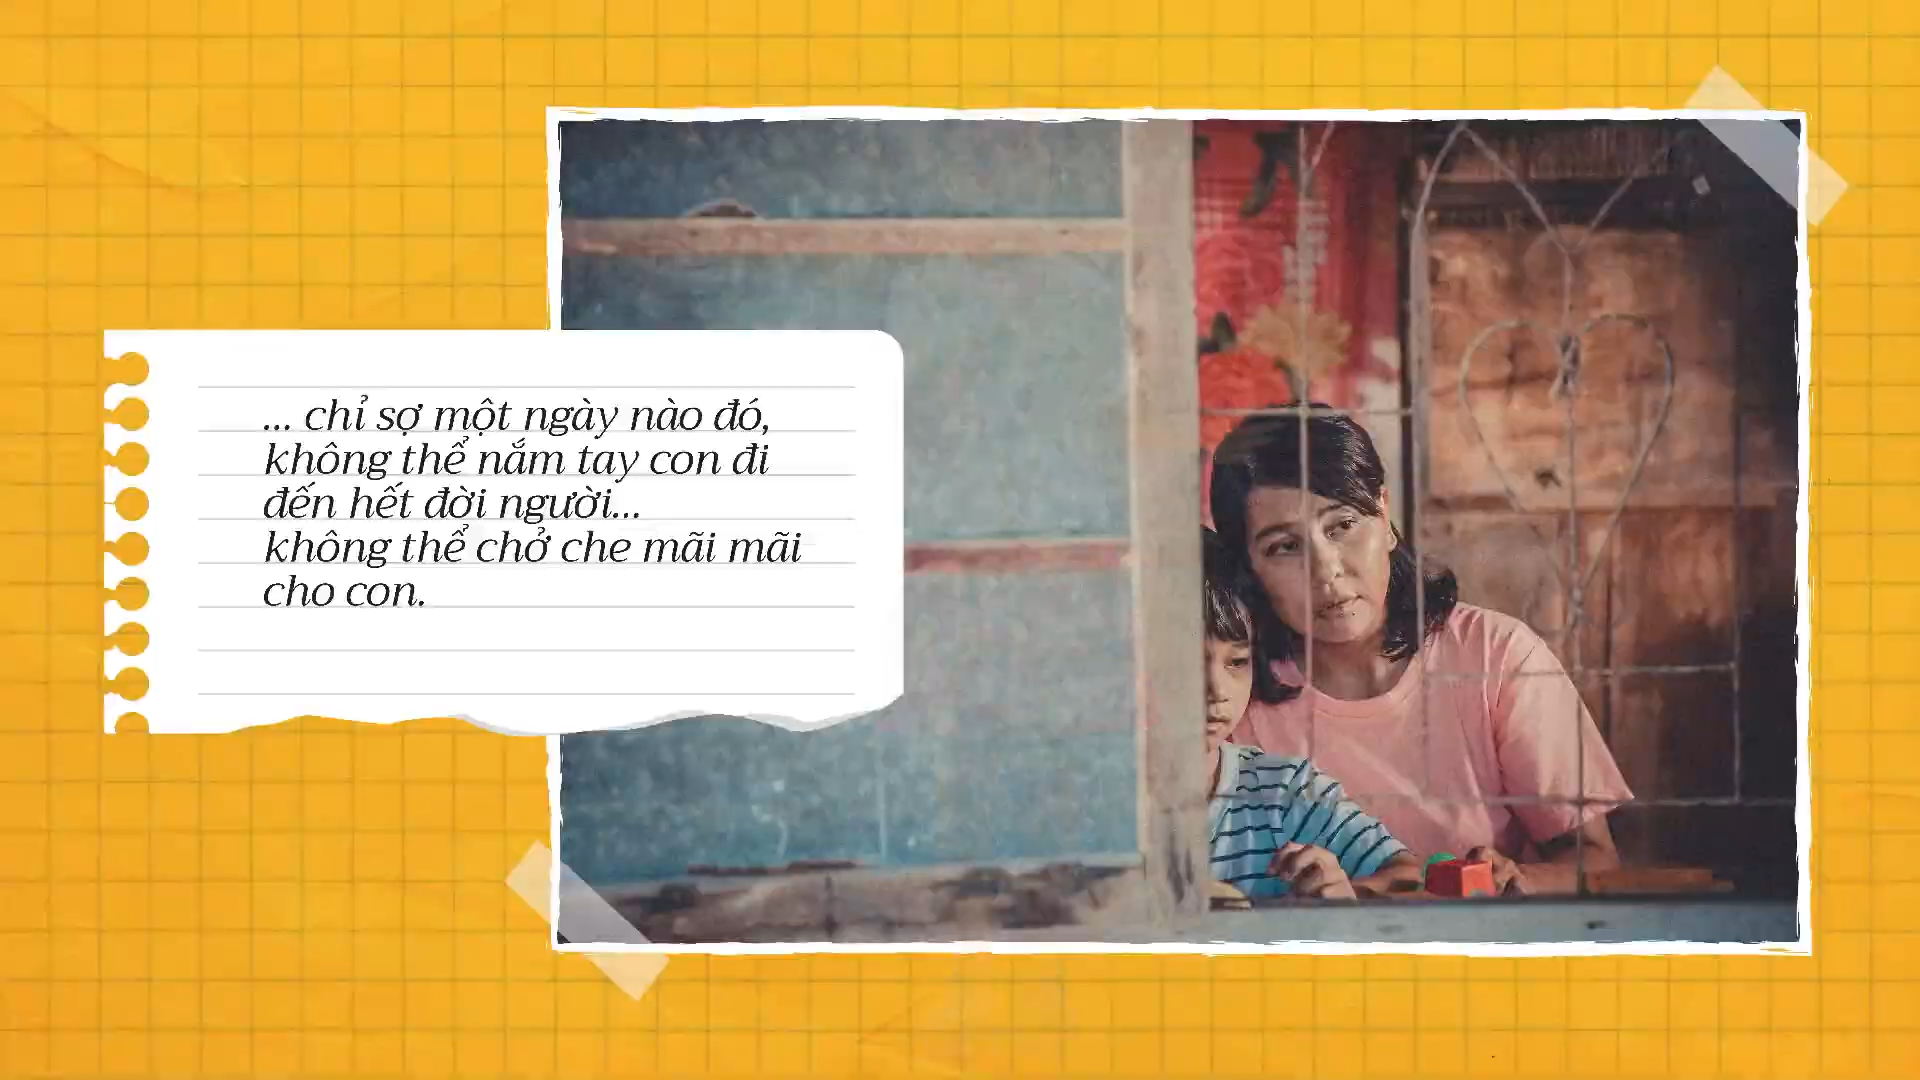 ... chỉ sợ một ngày nào đó,
không thể nắm tay con đi
đến hết đời người...
không thể chở che mãi mãi
cho con.